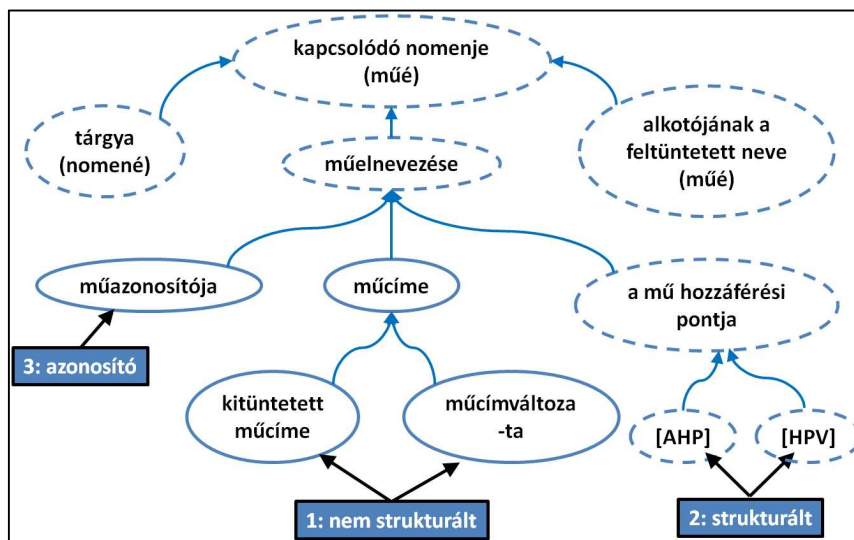 kapcsolódó nomenje
(műé)
tárgya
(nomené)
műelnevezése
alkotójának a
feltüntetett neve
(műé)
műazonosítója
műcíme
a mű hozzáférési
pontja
3: azonosító
kitüntetett
műcíme
műcímváltoza
-ta
[AHP]
[HPV]
1: nem strukturált
2: strukturált